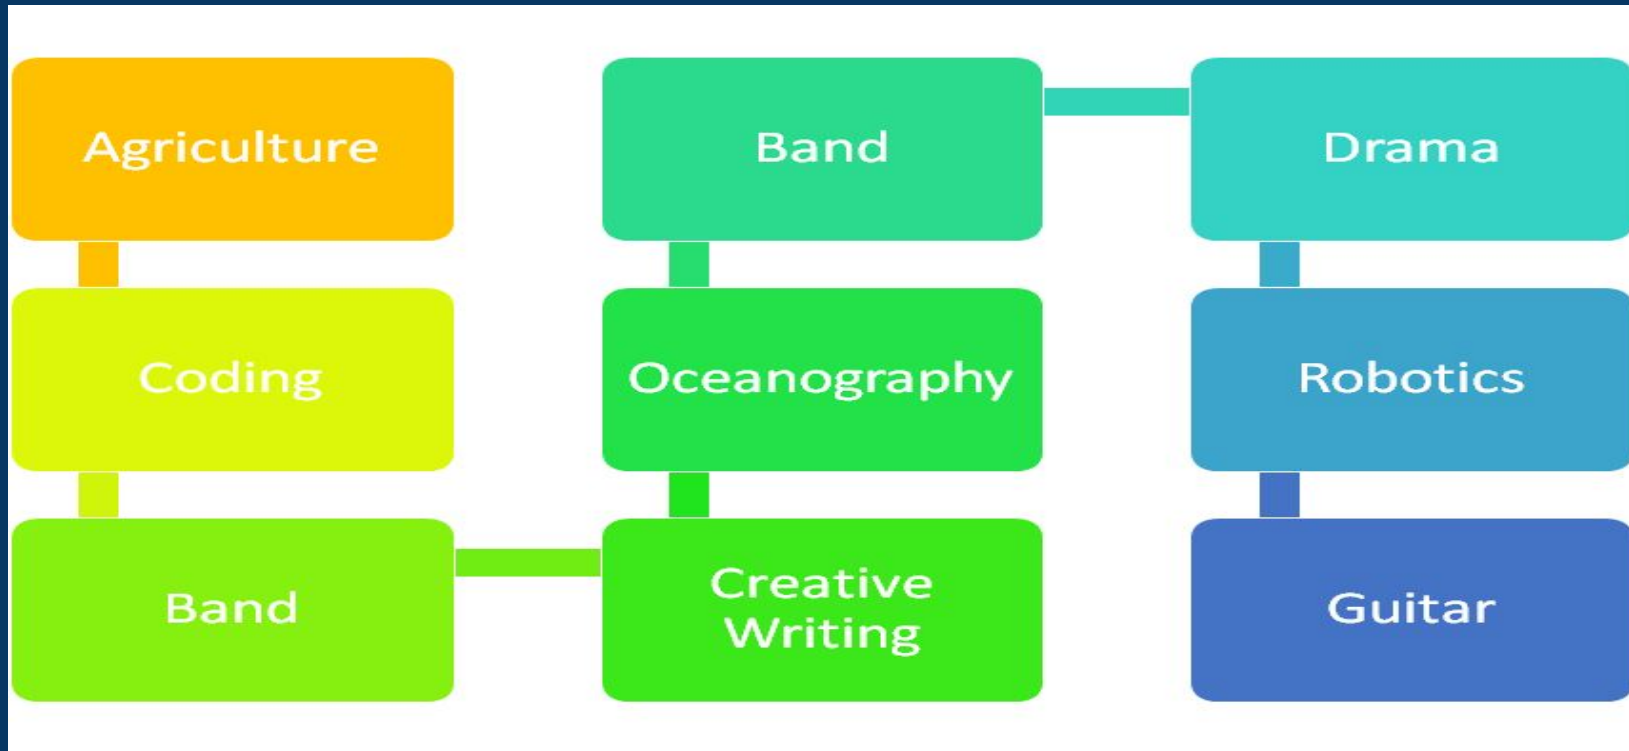 Agriculture
Coding
Band
Creative
Writing
Oceanography
Band
Drama
Robotics
Guitar